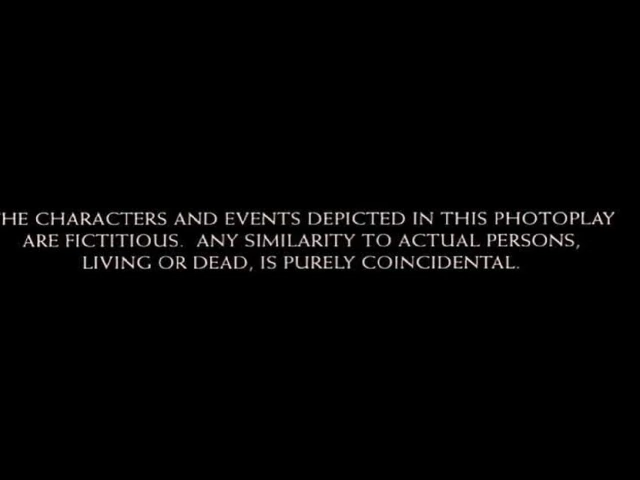 HE CHARACTERS AND EVENTS DEPICTED IN THIS PHOTOPLAY
ARE FICTITIOUS. ANY SIMILARITY TO ACTUAL PERSONS,
LIVING OR DEAD, IS PURELY COINCIDENTAL.